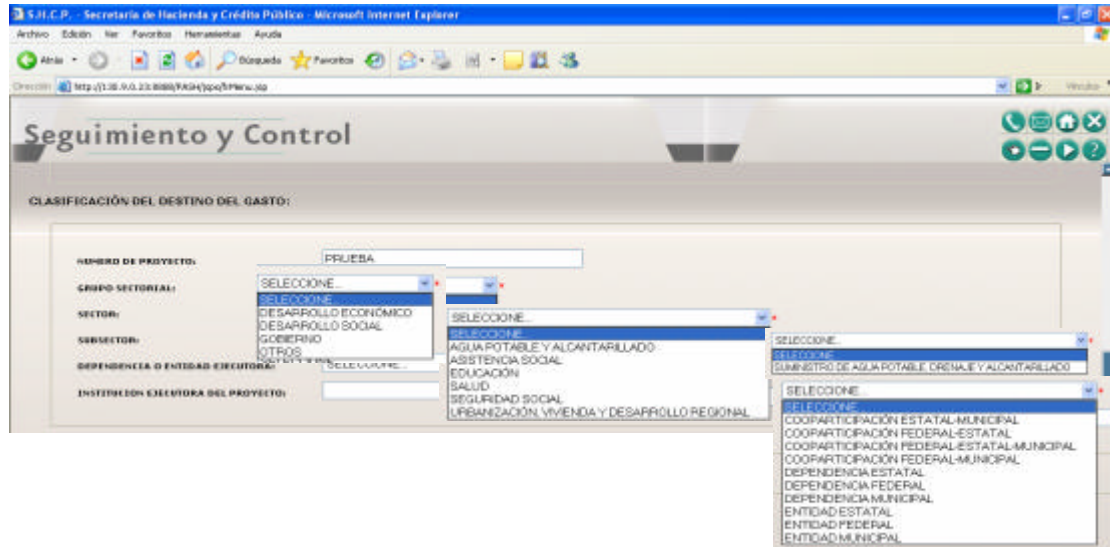 S.H.C.P. - Secretaria de Hacienda y Crédito Público - Microsoft Internet Explorer
Archivo Edición Ver Favoritos Herramientas Ayuda
Atrás Búsqueda Favoritos
Dirección Vínculos
Seguimiento y Control
CLASIFICACIÓN DEL DESTINO DEL GASTO:
NUMERO DE PROYECTO: PRUEBA
GRUPO SECTORIAL: SELECCIONE...
SELECCIONE...
DESARROLLO ECONÓMICO
DESARROLLO SOCIAL
GOBIERNO
OTROS
SECTOR: SELECCIONE...
SELECCIONE...
AGUA POTABLE Y ALCANTARILLADO
ASISTENCIA SOCIAL
EDUCACIÓN
SALUD
SEGURIDAD SOCIAL
URBANIZACIÓN, VIVIENDA Y DESARROLLO REGIONAL
SUBSECTOR: SELECCIONE...
SELECCIONE...
SUMINISTRO DE AGUA POTABLE, DRENAJE Y ALCANTARILLADO
DEPENDENCIA O ENTIDAD EJECUTORA: SELECCIONE...
SELECCIONE...
SELECCIONE...
COOPARTICIPACIÓN ESTATAL-MUNICIPAL
COOPARTICIPACIÓN FEDERAL-ESTATAL
COOPARTICIPACIÓN FEDERAL-ESTATAL-MUNICIPAL
COOPARTICIPACIÓN FEDERAL-MUNICIPAL
DEPENDENCIA ESTATAL
DEPENDENCIA FEDERAL
DEPENDENCIA MUNICIPAL
ENTIDAD ESTATAL
ENTIDAD FEDERAL
ENTIDAD MUNICIPAL
INSTITUCION EJECUTORA DEL PROYECTO: